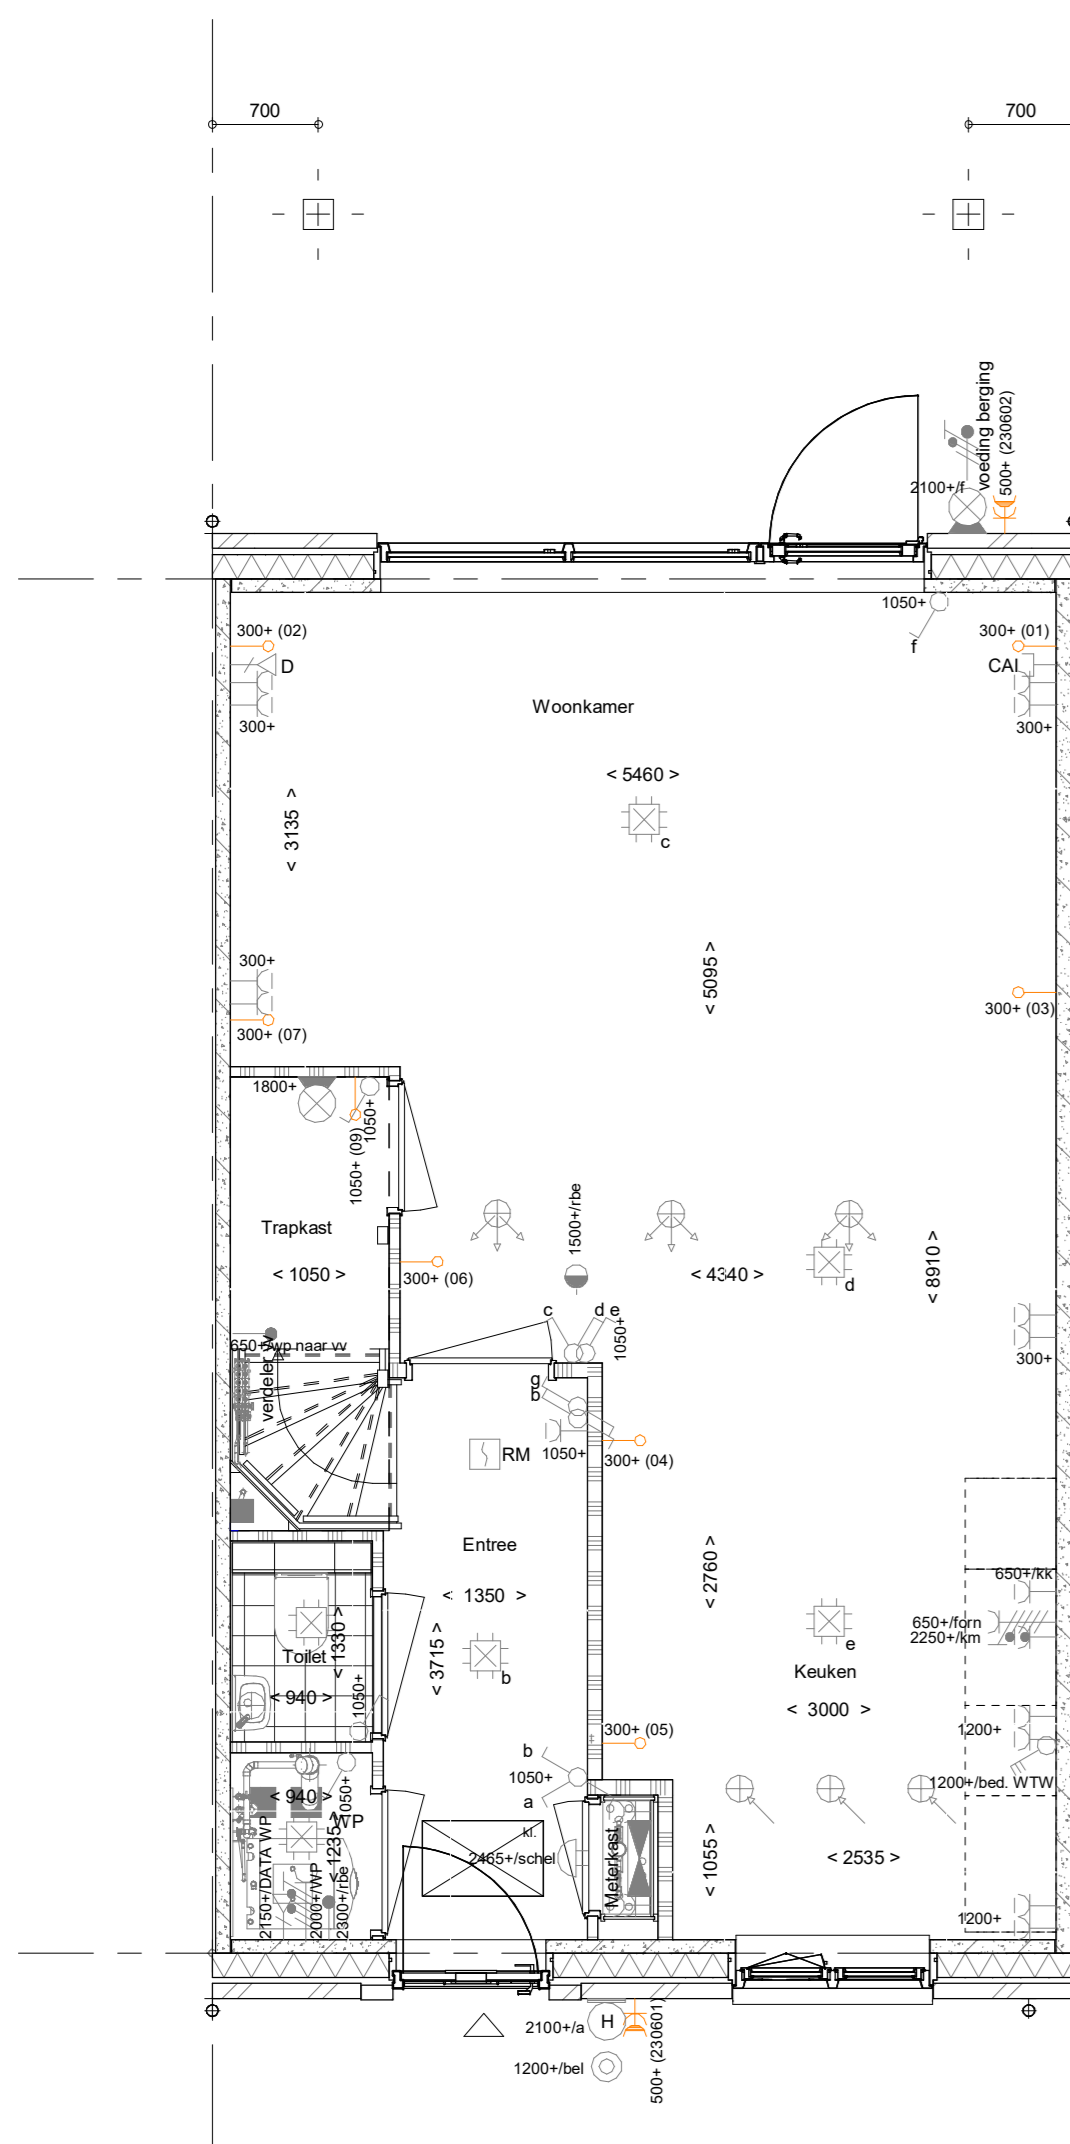 700
700
voeding berging
500+ (230602)
2100+/f
1050+
f
300+ (02)
300+ (01)
D
CAI
300+
300+
Woonkamer
< 5460 >
< 3135 >
c
< 5095 >
300+
300+ (07)
300+ (03)
1800+
1050+
1050+ (09)
Trapkast
1500+/rbe
< 1050 >
300+ (06)
< 4340 >
< 8910 >
d
c
d e
1050+
650+/wp naar vv
verdeler vv
300+
g
b
1050+
RM
300+ (04)
Entree
< 1350 >
< 2760 >
650+/kk
650+/forn
2250+/km
< 1330 >
Toilet
< 940 >
1050+
< 3715 >
b
e
Keuken
< 3000 >
300+ (05)
1200+
b
1050+
a
1200+/bed. WTW
< 940 >
1050+
WP
< 1235 >
kl.
2465+/schel
Meterkast
< 1055 >
< 2535 >
2150+/DATA WP
2000+/WP
2300+/rbe
1200+
2100+/a
H
500+ (230601)
1200+/bel